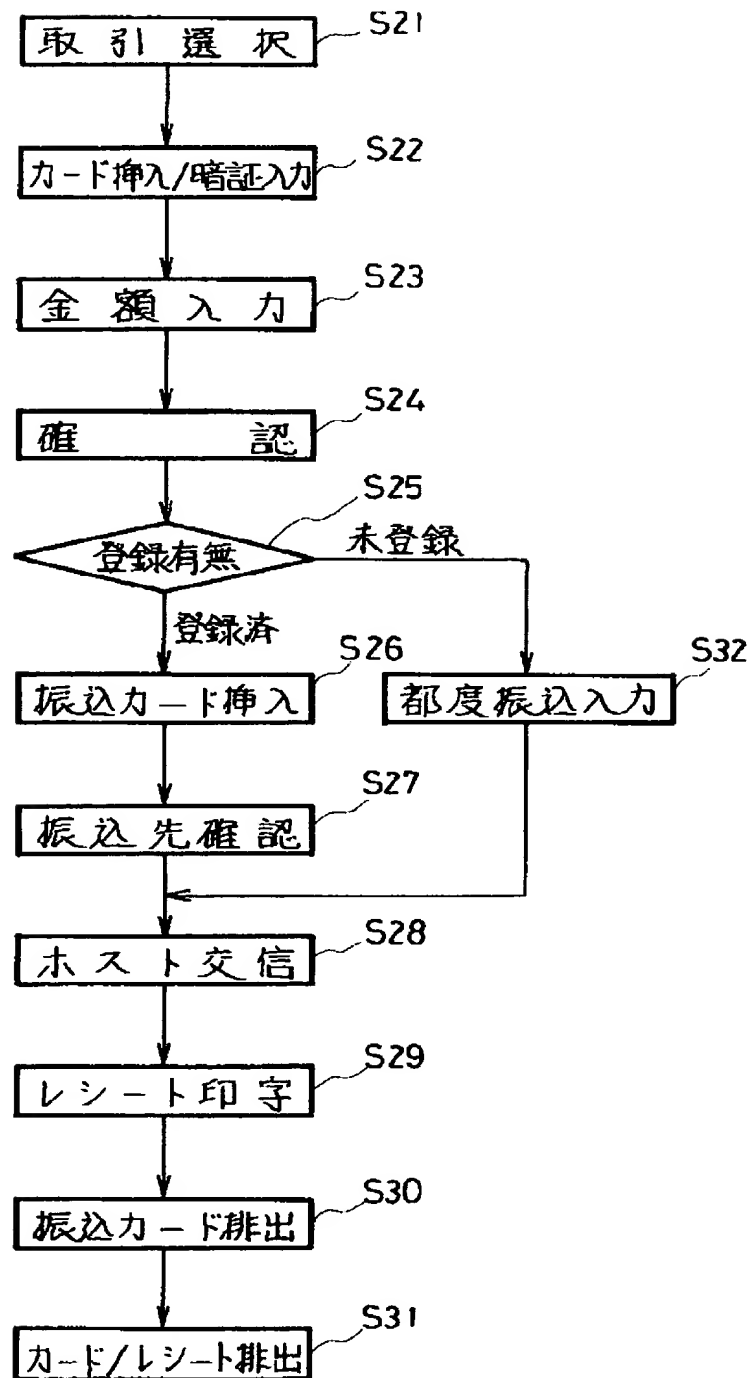 取引選択
S21
カード挿入/暗証入力
S22
金額入力
S23
確認
S24
登録有無
S25
未登録
登録済
振込カード挿入
S26
都度振込入力
S32
振込先確認
S27
ホスト交信
S28
レシート印字
S29
振込カード排出
S30
カード/レシート排出
S31